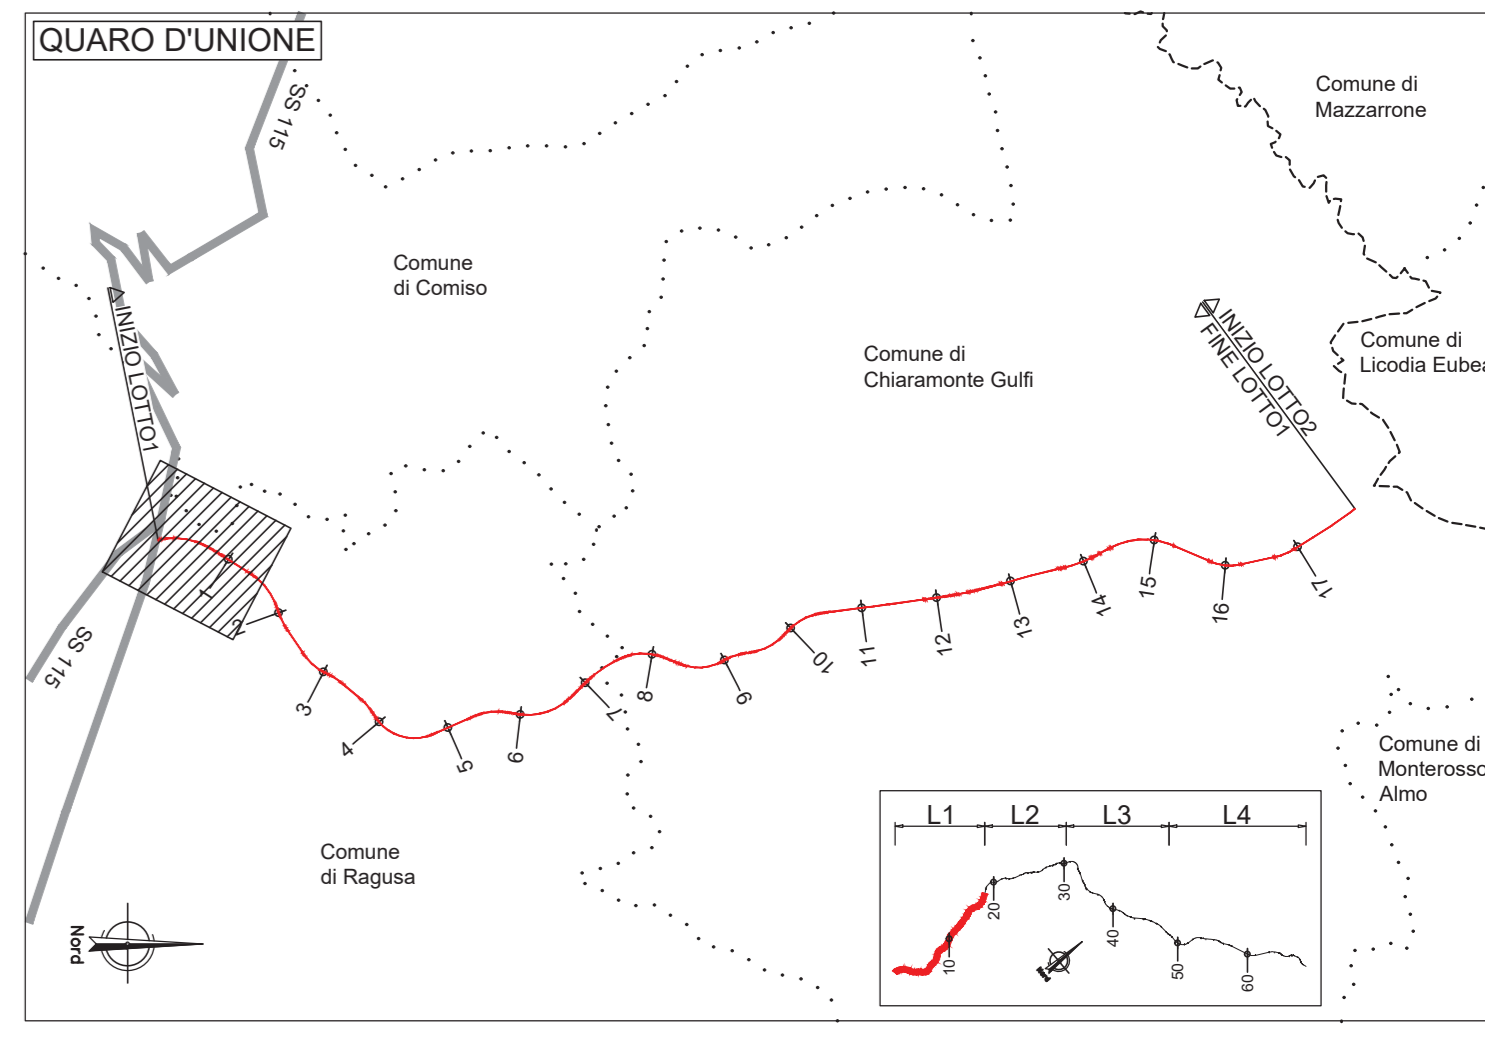 QUARO D'UNIONE
SS 115
Comune di
Mazzarrone
Comune
di Comiso
INIZIO LOTTO1
Comune di
Chiaramonte Gulfi
INIZIO LOTTO2
FINE LOTTO1
Comune di
Licodia Eubea
1
2
3
4
5
6
7
8
9
10
11
12
13
14
15
16
17
SS 115
Comune di
Monterosso
Almo
Comune
di Ragusa
Nord
L1
L2
L3
L4
10
20
30
40
50
60